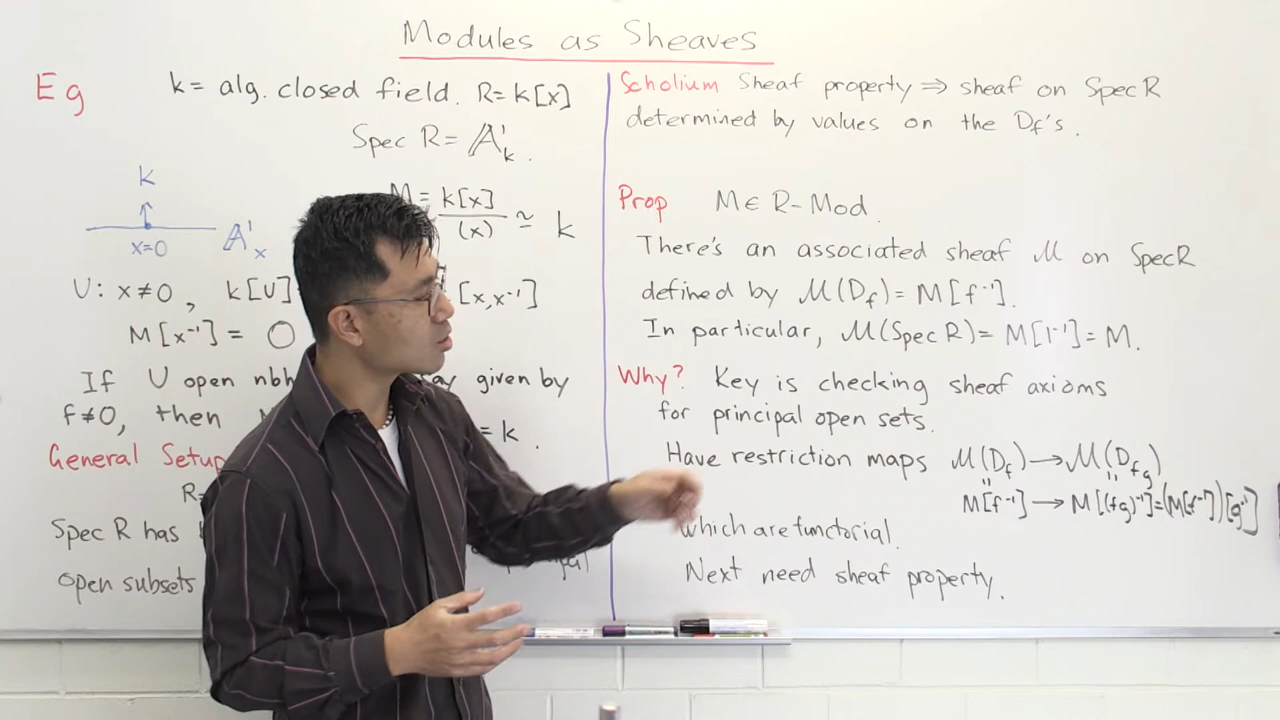 Modules as Sheaves
Eg
k = alg. closed field. R = k[x]
Spec R = 𝔸¹ₖ.
k
x=0
𝔸¹ₓ
M = k[x]/(x) ≃ k
U: x≠0, k[U]
[x,x⁻¹]
M[x⁻¹] = 0
If U open nbh given by
f≠0, then
= k.
General Setup
R=
Spec R has
open subsets
Scholium Sheaf property ⇒ sheaf on Spec R
determined by values on the D_f's.
Prop M ∈ R-Mod.
There's an associated sheaf ℳ on Spec R
defined by ℳ(D_f) = M[f⁻¹].
In particular, ℳ(Spec R) = M[1⁻¹] = M.
Why? Key is checking sheaf axioms
for principal open sets.
Have restriction maps ℳ(D_f) → ℳ(D_fg)
M[f⁻¹] → M[(fg)⁻¹] = (M[f⁻¹])[g⁻¹]
which are functorial.
Next need sheaf property.